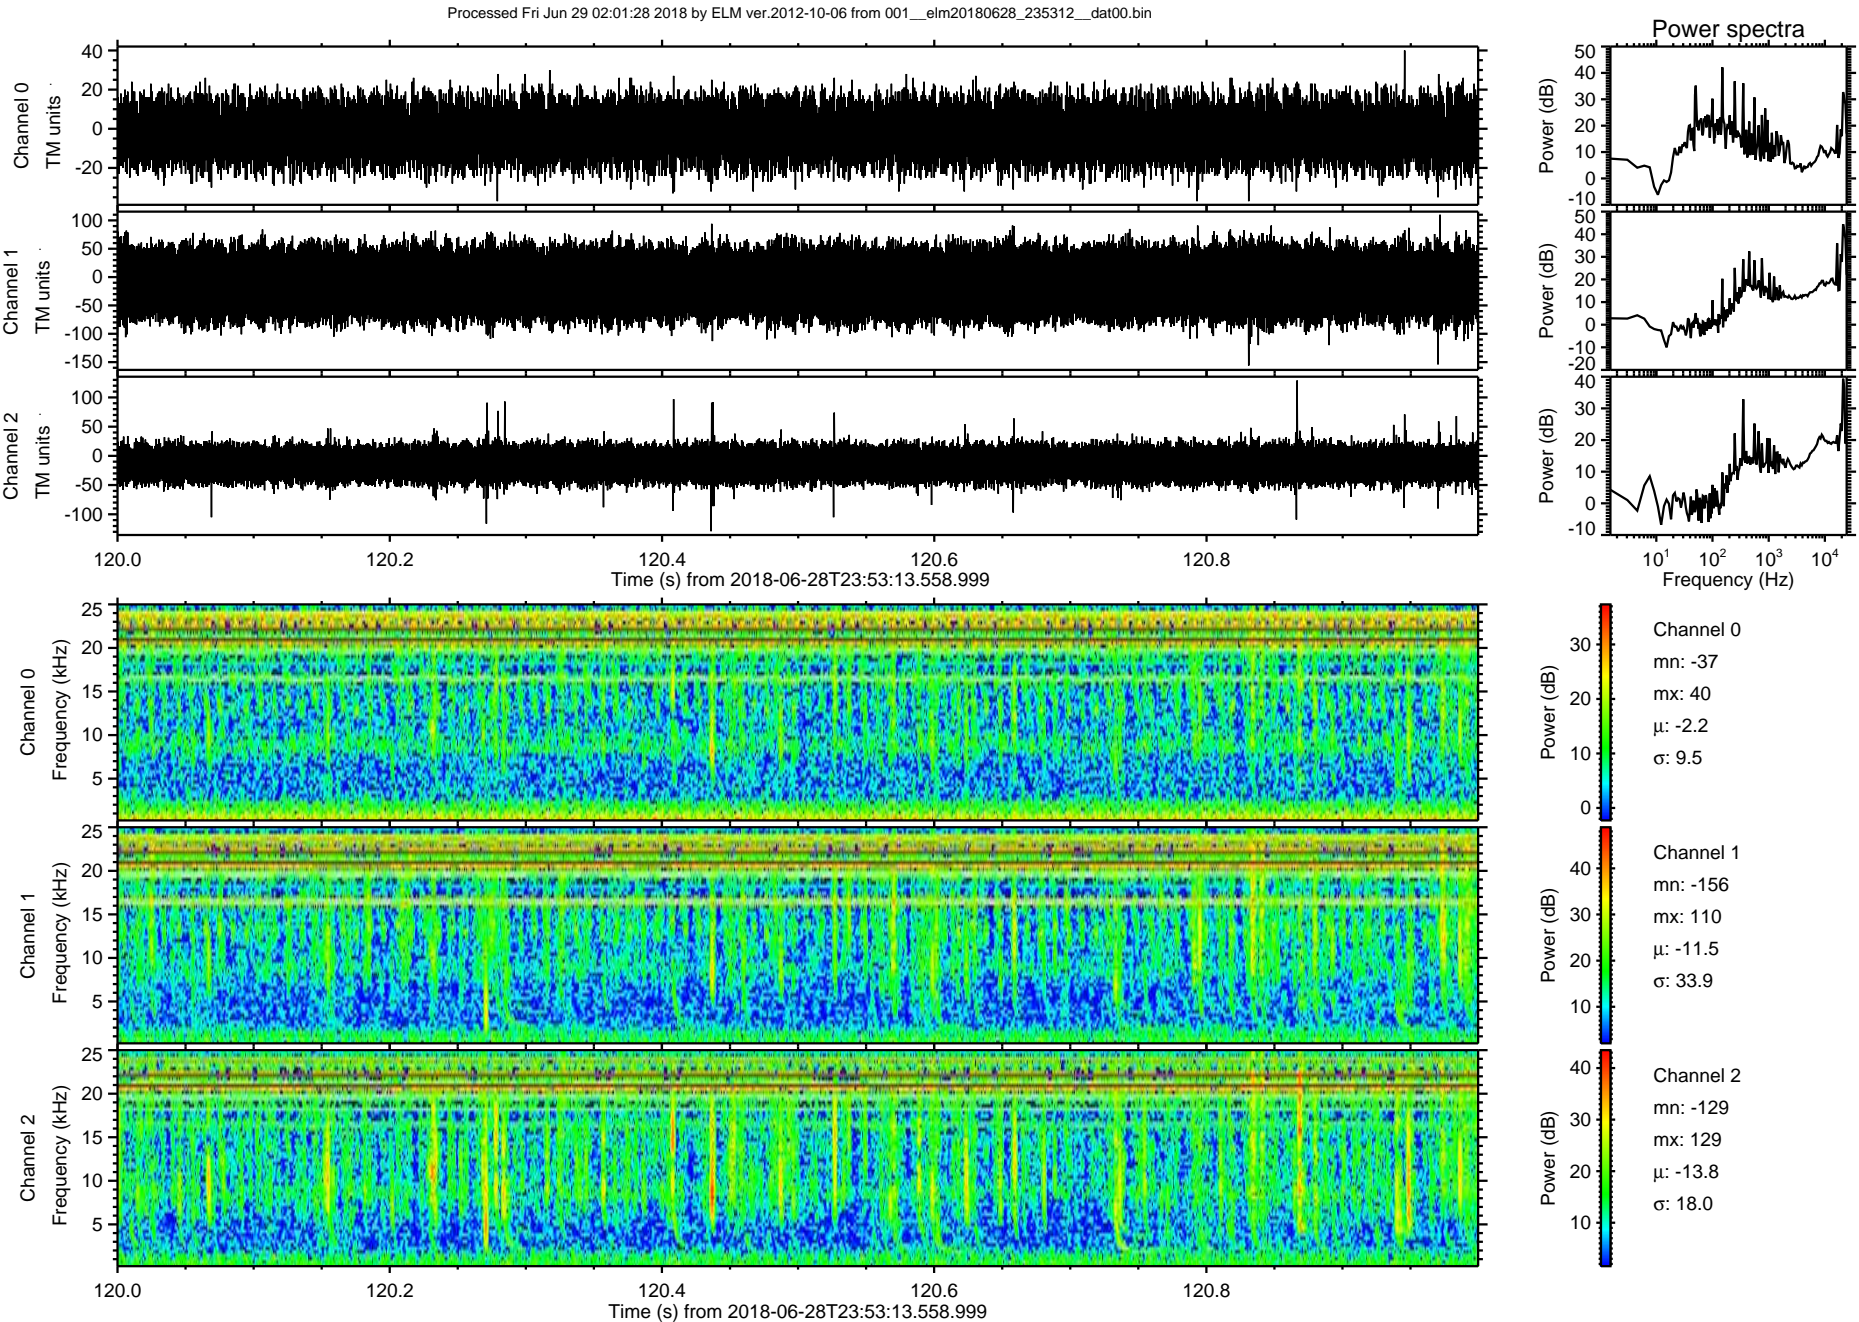 Processed Fri Jun 29 02:01:28 2018 by ELM ver.2012-10-06 from 001__elm20180628_235312__dat00.bin
Power spectra
Channel 0
TM units
40
20
0
-20
Power (dB)
50
40
30
20
10
0
-10
Channel 1
TM units
100
50
0
-50
-100
-150
Power (dB)
50
40
30
20
10
0
-10
-20
Channel 2
TM units
100
50
0
-50
-100
Power (dB)
40
30
20
10
0
-10
120.0 120.2 120.4 120.6 120.8
Time (s) from 2018-06-28T23:53:13.558.999
10¹ 10² 10³ 10⁴
Frequency (Hz)
Channel 0
Frequency (kHz)
25
20
15
10
5
Power (dB)
30
20
10
0
Channel 0
mn: -37
mx: 40
μ: -2.2
σ: 9.5
Channel 1
Frequency (kHz)
25
20
15
10
5
Power (dB)
40
30
20
10
Channel 1
mn: -156
mx: 110
μ: -11.5
σ: 33.9
Channel 2
Frequency (kHz)
25
20
15
10
5
Power (dB)
40
30
20
10
Channel 2
mn: -129
mx: 129
μ: -13.8
σ: 18.0
120.0 120.2 120.4 120.6 120.8
Time (s) from 2018-06-28T23:53:13.558.999